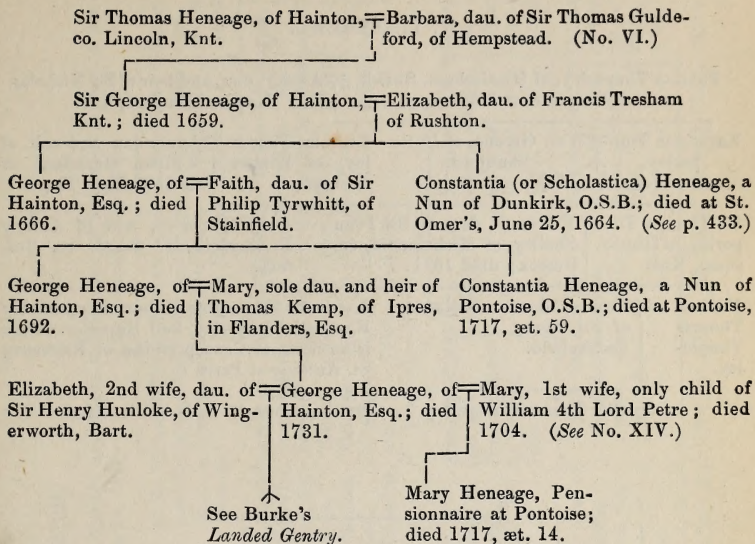 Sir Thomas Heneage, of Hainton,
co. Lincoln, Knt.
Barbara, dau. of Sir Thomas Gulde-
ford, of Hempstead. (No. VI.)
Sir George Heneage, of Hainton,
Knt.; died 1659.
Elizabeth, dau. of Francis Tresham
of Rushton.
George Heneage, of
Hainton, Esq.; died
1666.
Faith, dau. of Sir
Philip Tyrwhitt, of
Stainfield.
Constantia (or Scholastica) Heneage, a
Nun of Dunkirk, O.S.B.; died at St.
Omer's, June 25, 1664. (See p. 433.)
George Heneage, of
Hainton, Esq.; died
1692.
Mary, sole dau. and heir of
Thomas Kemp, of Ipres,
in Flanders, Esq.
Constantia Heneage, a Nun of
Pontoise, O.S.B.; died at Pontoise,
1717, æt. 59.
Elizabeth, 2nd wife, dau. of
Sir Henry Hunloke, of Wing-
erworth, Bart.
George Heneage, of
Hainton, Esq.; died
1731.
Mary, 1st wife, only child of
William 4th Lord Petre; died
1704. (See No. XIV.)
See Burke's
Landed Gentry.
Mary Heneage, Pen-
sionnaire at Pontoise;
died 1717, æt. 14.